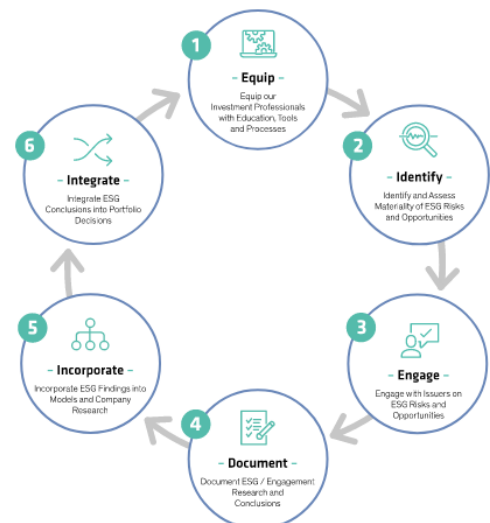 1
– Equip –
Equip our
Investment Professionals
with Education, Tools
and Processes
2
– Identify –
Identify and Assess
Materiality of ESG Risks
and Opportunities
3
– Engage –
Engage with Issuers on
ESG Risks and
Opportunities
4
– Document –
Document ESG / Engagement
Research and
Conclusions
5
– Incorporate –
Incorporate ESG Findings into
Models and Company
Research
6
– Integrate –
Integrate ESG
Conclusions into Portfolio
Decisions